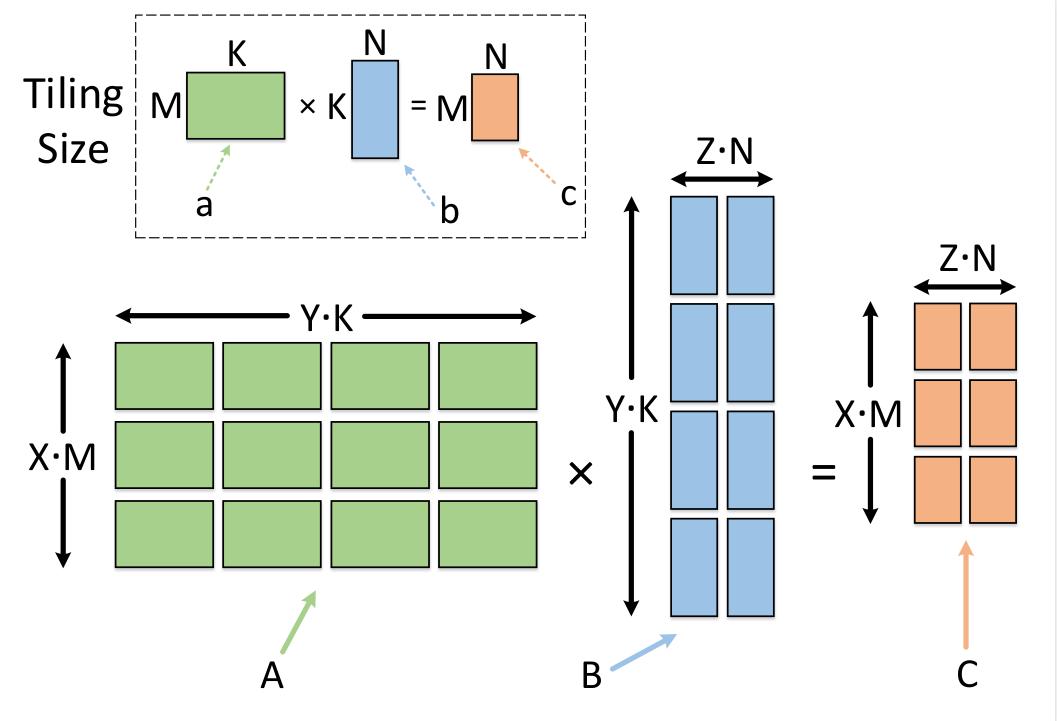 Tiling
Size
K
M
× K
N
= M
N
a
b
c
Y·K
X·M
A
×
Z·N
Y·K
B
=
Z·N
X·M
C